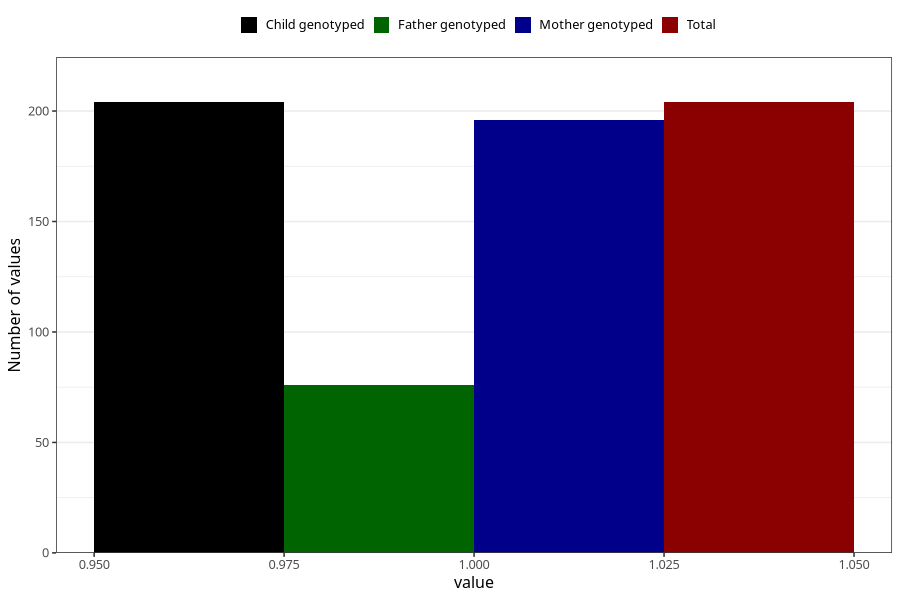 Child genotyped Father genotyped Mother genotyped Total
Number of values
200
150
100
50
0
0.950 0.975 1.000 1.025 1.050
value